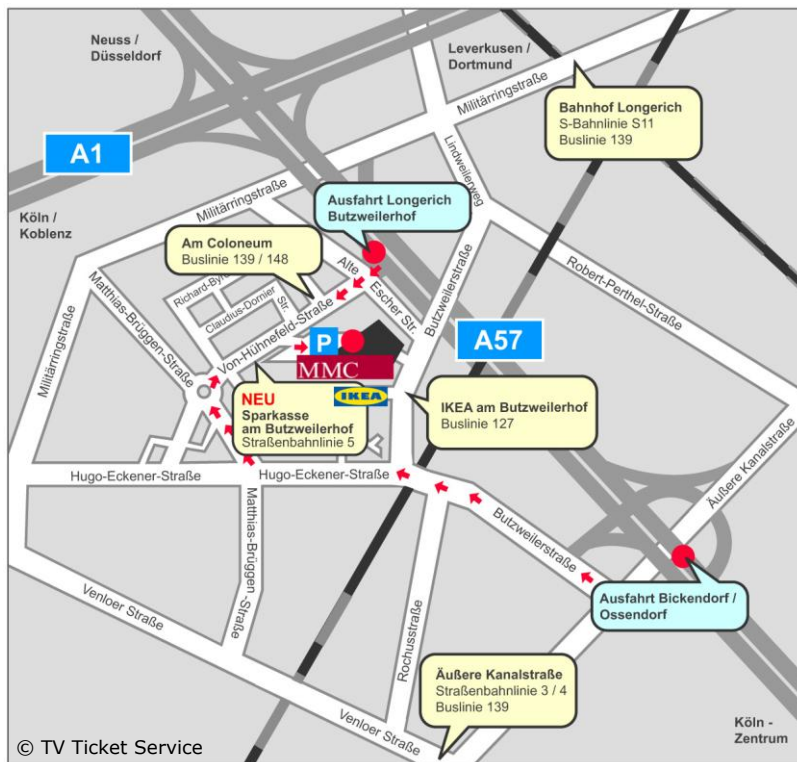 Neuss /
Düsseldorf
Leverkusen /
Dortmund
Militärringstraße
Bahnhof Longerich
S-Bahnlinie S11
Buslinie 139
A1
Lindweilerweg
Köln /
Koblenz
Militärringstraße
Ausfahrt Longerich
Butzweilerhof
Am Coloneum
Buslinie 139 / 148
Alte Escher Str.
Butzweilerstraße
Robert-Perthel-Straße
Matthias-Brüggen-Straße
Claudius-Dornier
Str.
Von-Hühnefeld-Straße
Militärringstraße
A57
P
MMC
IKEA
NEU
Sparkasse
am Butzweilerhof
Straßenbahnlinie 5
IKEA am Butzweilerhof
Buslinie 127
Äußere Kanalstraße
Hugo-Eckener-Straße
Hugo-Eckener-Straße
Matthias-Brüggen
-Straße
Butzweilerstraße
Venloer Straße
Rochusstraße
Ausfahrt Bickendorf /
Ossendorf
Äußere Kanalstraße
Straßenbahnlinie 3 / 4
Buslinie 139
Venloer Straße
Köln -
Zentrum
© TV Ticket Service